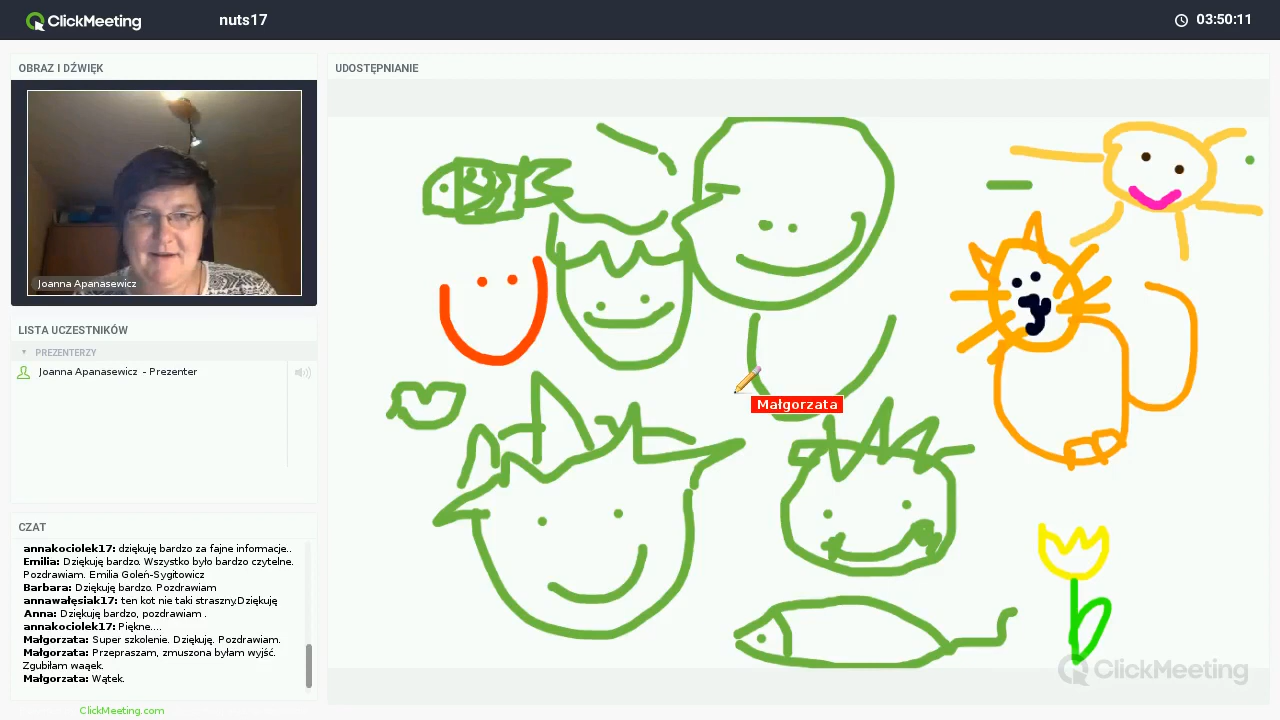 ClickMeeting
nuts17
03:50:11
OBRAZ I DŹWIĘK
UDOSTĘPNIANIE
Joanna Apanasewicz
LISTA UCZESTNIKÓW
PREZENTERZY
Joanna Apanasewicz - Prezenter
Małgorzata
CZAT
annakociolek17: dziękuję bardzo za fajne informacje..
Emilia: Dziękuję bardzo. Wszystko było bardzo czytelne.
Pozdrawiam. Emilia Goleń-Sygitowicz
Barbara: Dziękuję bardzo. Pozdrawiam
annawałęsiak17: ten kot nie taki straszny.Dziękuję
Anna: Dziękuję bardzo, pozdrawiam .
annakociolek17: Piękne....
Małgorzata: Super szkolenie. Dziękuję. Pozdrawiam.
Małgorzata: Przepraszam, zmuszona byłam wyjść.
Zgubiłam waąek.
Małgorzata: Wątek.
ClickMeeting
ClickMeeting.com